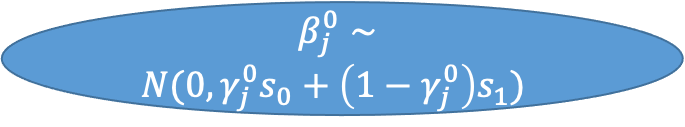 β_j^0 ~
N(0, γ_j^0 s_0 + (1 − γ_j^0) s_1)